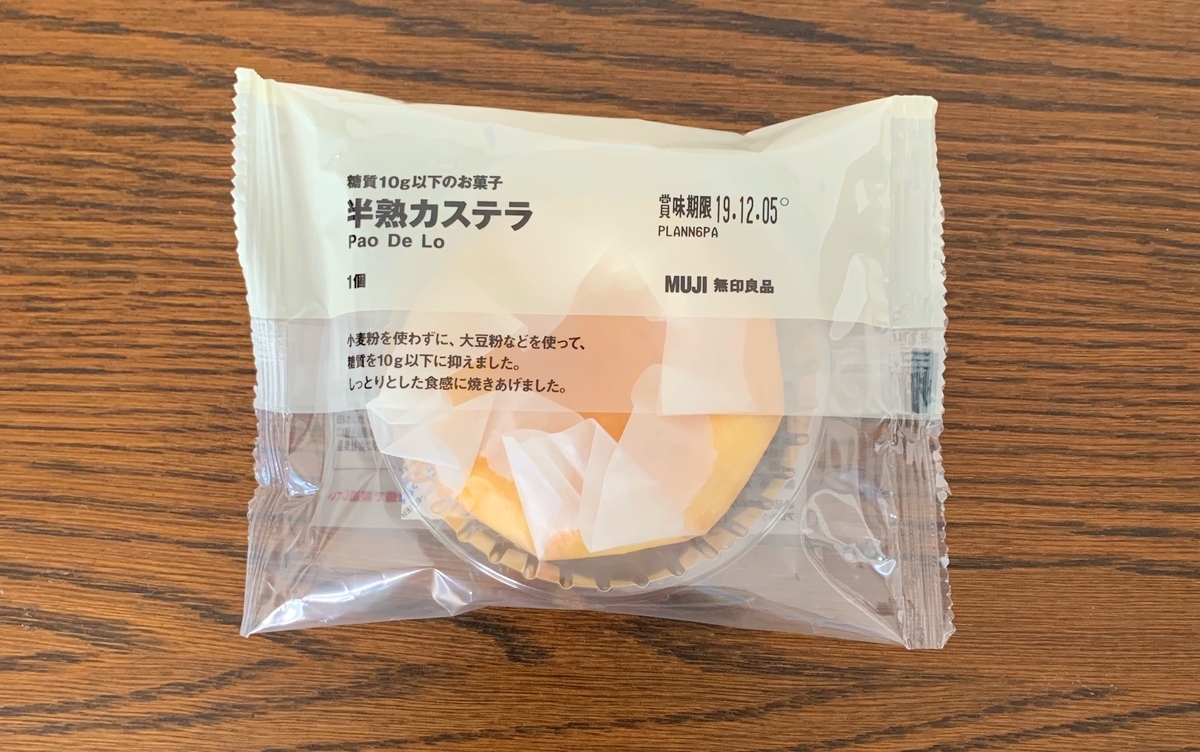 糖質10g以下のお菓子
半熟カステラ
Pao De Lo
1個
賞味期限 19.12.05
PLANN6PA
MUJI 無印良品
小麦粉を使わずに、大豆粉などを使って、
糖質を10g以下に抑えました。
しっとりとした食感に焼きあげました。